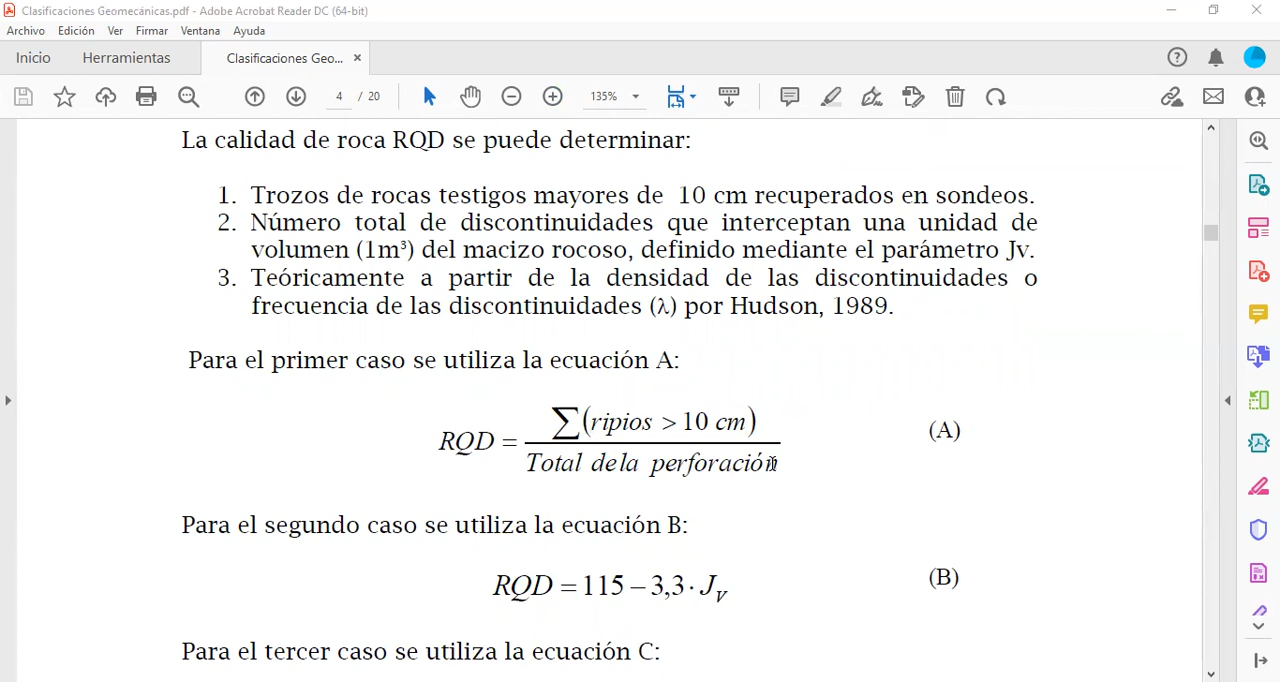 Clasificaciones Geomecánicas.pdf - Adobe Acrobat Reader DC (64-bit)
Archivo Edición Ver Firmar Ventana Ayuda
Inicio Herramientas Clasificaciones Geo... ×
4 / 20 135%
La calidad de roca RQD se puede determinar:
1. Trozos de rocas testigos mayores de 10 cm recuperados en sondeos.
2. Número total de discontinuidades que interceptan una unidad de
volumen (1m³) del macizo rocoso, definido mediante el parámetro Jv.
3. Teóricamente a partir de la densidad de las discontinuidades o
frecuencia de las discontinuidades (λ) por Hudson, 1989.
Para el primer caso se utiliza la ecuación A:
∑(ripios > 10 cm)
RQD = (A)
Total dela perforación
Para el segundo caso se utiliza la ecuación B:
RQD = 115 − 3,3 · J_V (B)
Para el tercer caso se utiliza la ecuación C: